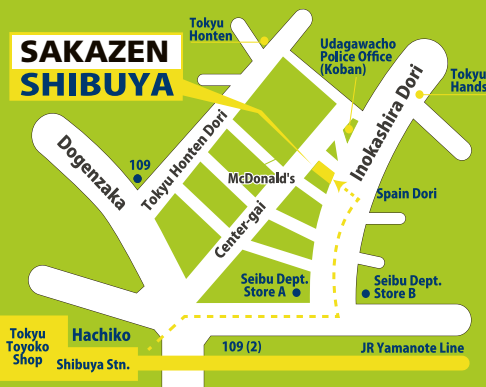 Tokyu
Honten
SAKAZEN
SHIBUYA
Udagawacho
Police Office
(Koban)
Tokyu
Hands
Inokashira Dori
Dogenzaka
109
Tokyu Honten Dori
McDonald's
Center-gai
Spain Dori
Seibu Dept.
Store A
Seibu Dept.
Store B
Tokyu
Toyoko
Shop
Hachiko
Shibuya Stn.
109 (2)
JR Yamanote Line